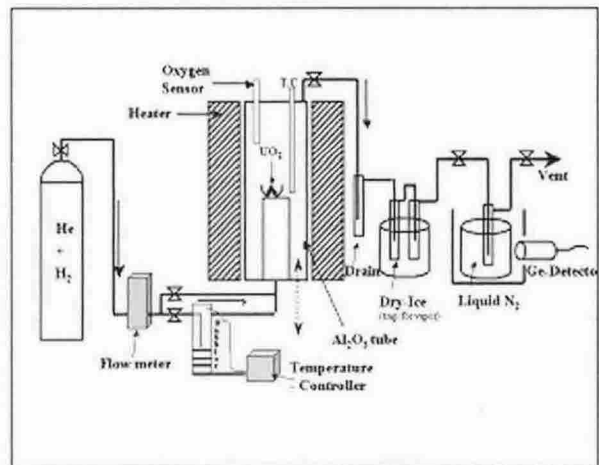 Oxygen
Sensor
T.C
Heater
UO₂
He
+
H₂
Vent
Drain
Ge-Detecto
Dry-Ice
Liquid N₂
Al₂O₃ tube
Flow meter
Temperature
Controller